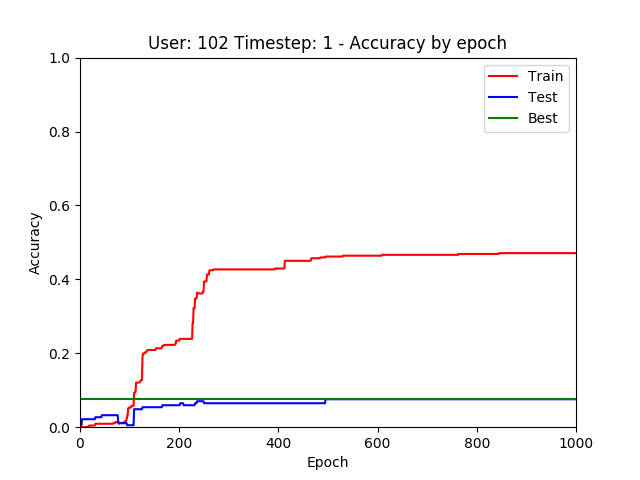 User: 102 Timestep: 1 - Accuracy by epoch
1.0
0.8
0.6
0.4
0.2
0.0
Accuracy
Train
Test
Best
0 200 400 600 800 1000
Epoch